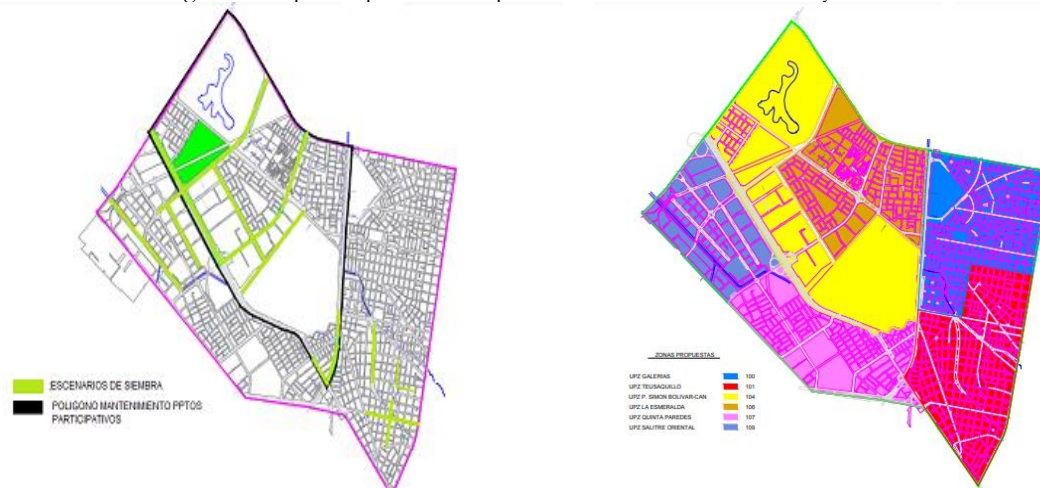 ESCENARIOS DE SIEMBRA
POLIGONO MANTENIMIENTO PPTOS
PARTICIPATIVOS
ZONAS PROPUESTAS
UPZ GALERIAS 100
UPZ TEUSAQUILLO 101
UPZ P. SIMON BOLIVAR-CAN 104
UPZ LA ESMERALDA 106
UPZ QUINTA PAREDES 107
UPZ SALITRE ORIENTAL 109